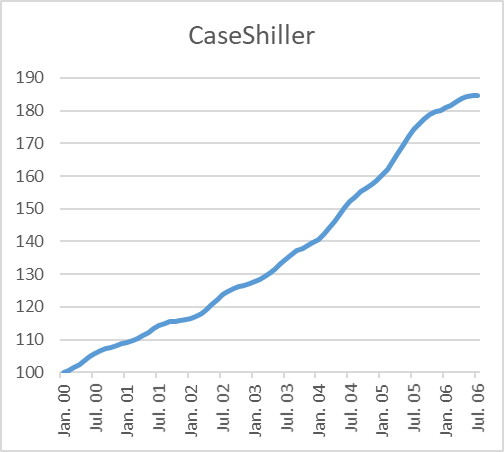 CaseShiller
190
180
170
160
150
140
130
120
110
100
Jan. 00
Jul. 00
Jan. 01
Jul. 01
Jan. 02
Jul. 02
Jan. 03
Jul. 03
Jan. 04
Jul. 04
Jan. 05
Jul. 05
Jan. 06
Jul. 06